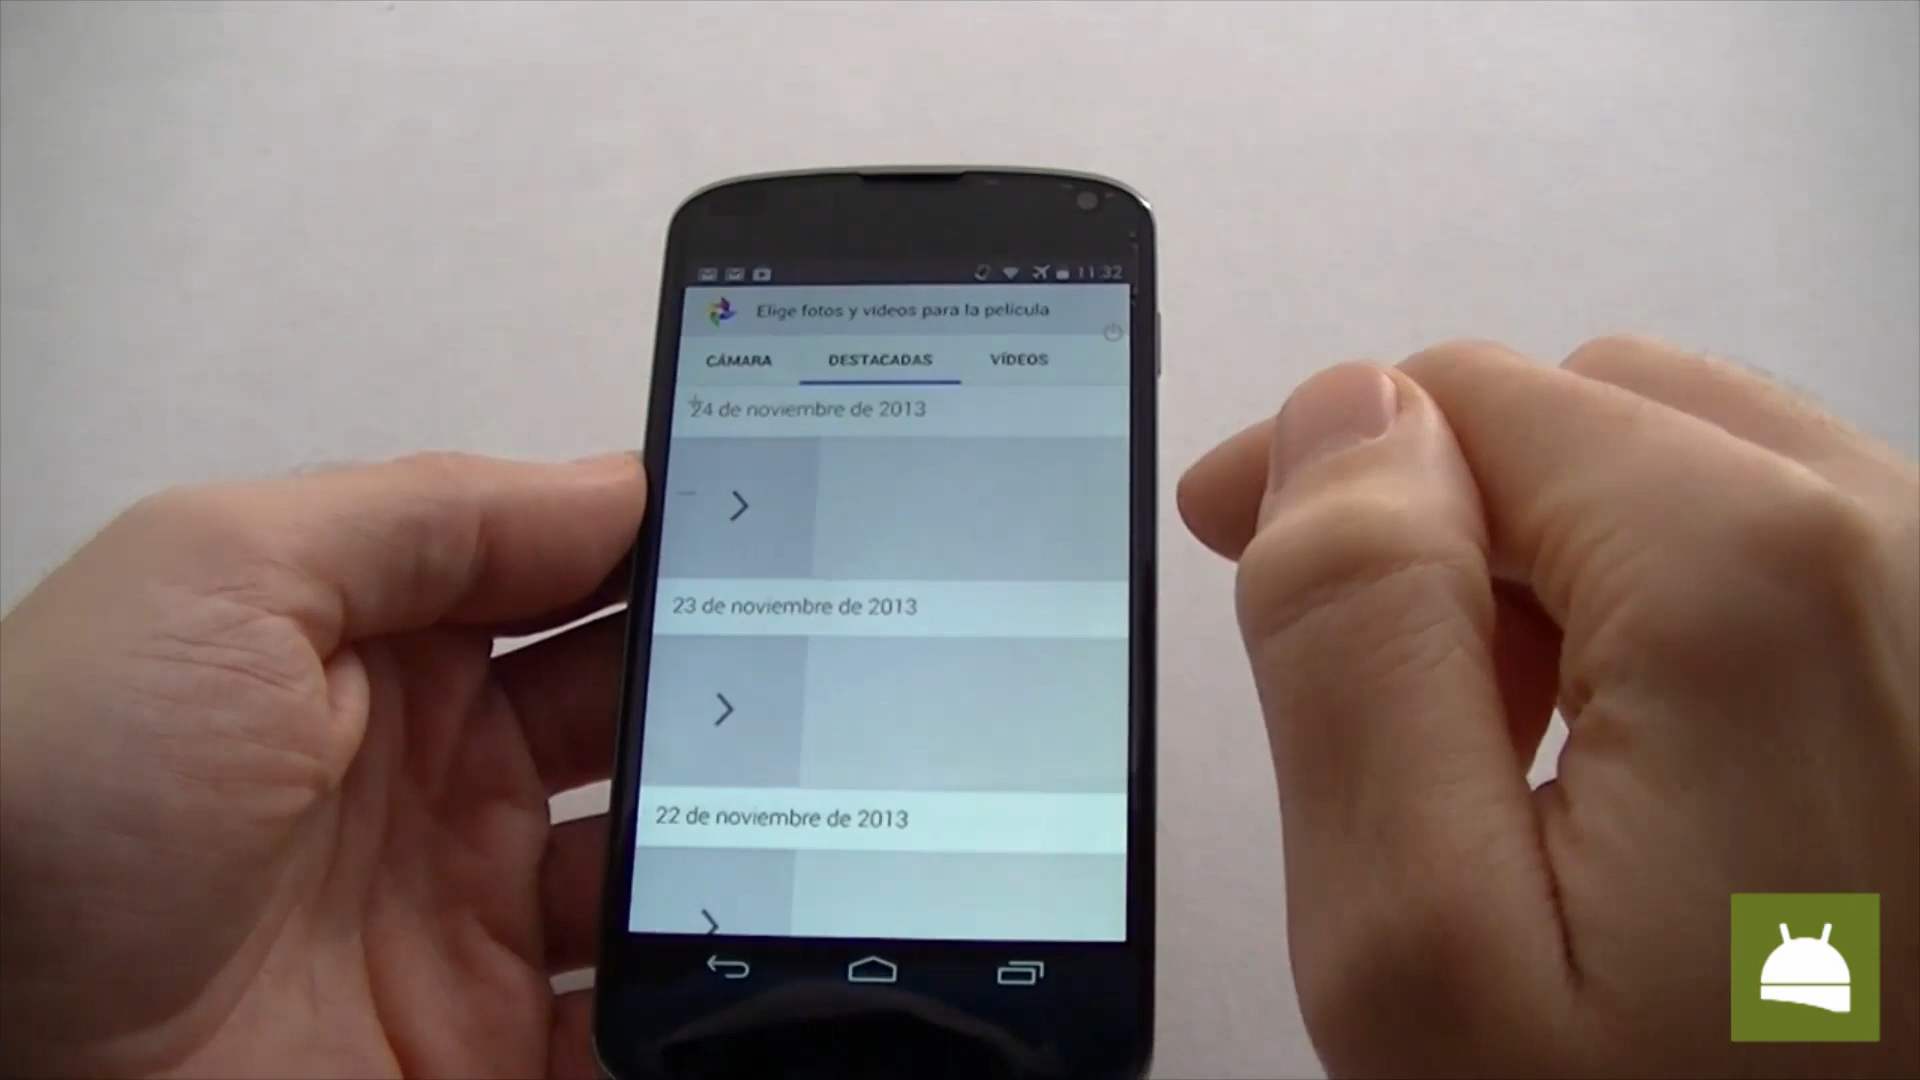 11:32
Elige fotos y vídeos para la película
CÁMARA DESTACADAS VÍDEOS
24 de noviembre de 2013
23 de noviembre de 2013
22 de noviembre de 2013